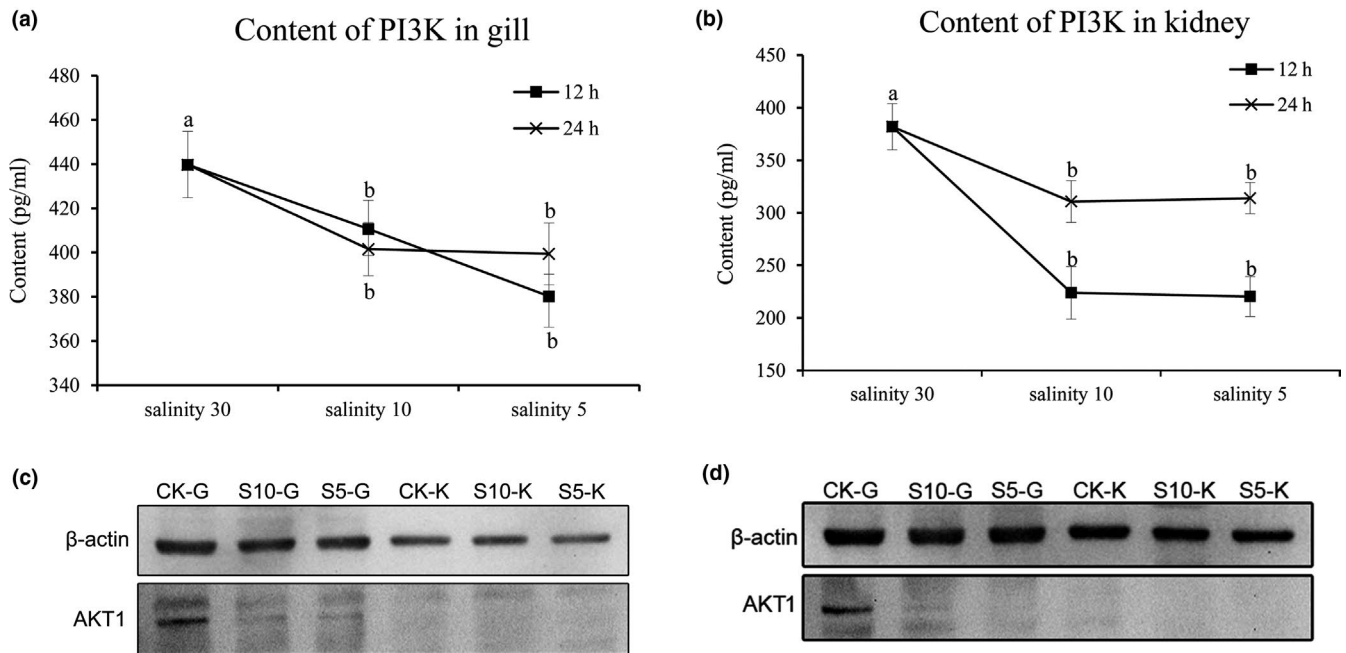 (a)
Content of PI3K in gill
480
460
440
420
400
380
360
340
Content (pg/ml)
12 h
24 h
a
b
b
b
b
salinity 30
salinity 10
salinity 5
(b)
Content of PI3K in kidney
450
400
350
300
250
200
150
Content (pg/ml)
12 h
24 h
a
b
b
b
b
salinity 30
salinity 10
salinity 5
(c)
CK-G S10-G S5-G CK-K S10-K S5-K
β-actin
AKT1
(d)
CK-G S10-G S5-G CK-K S10-K S5-K
β-actin
AKT1